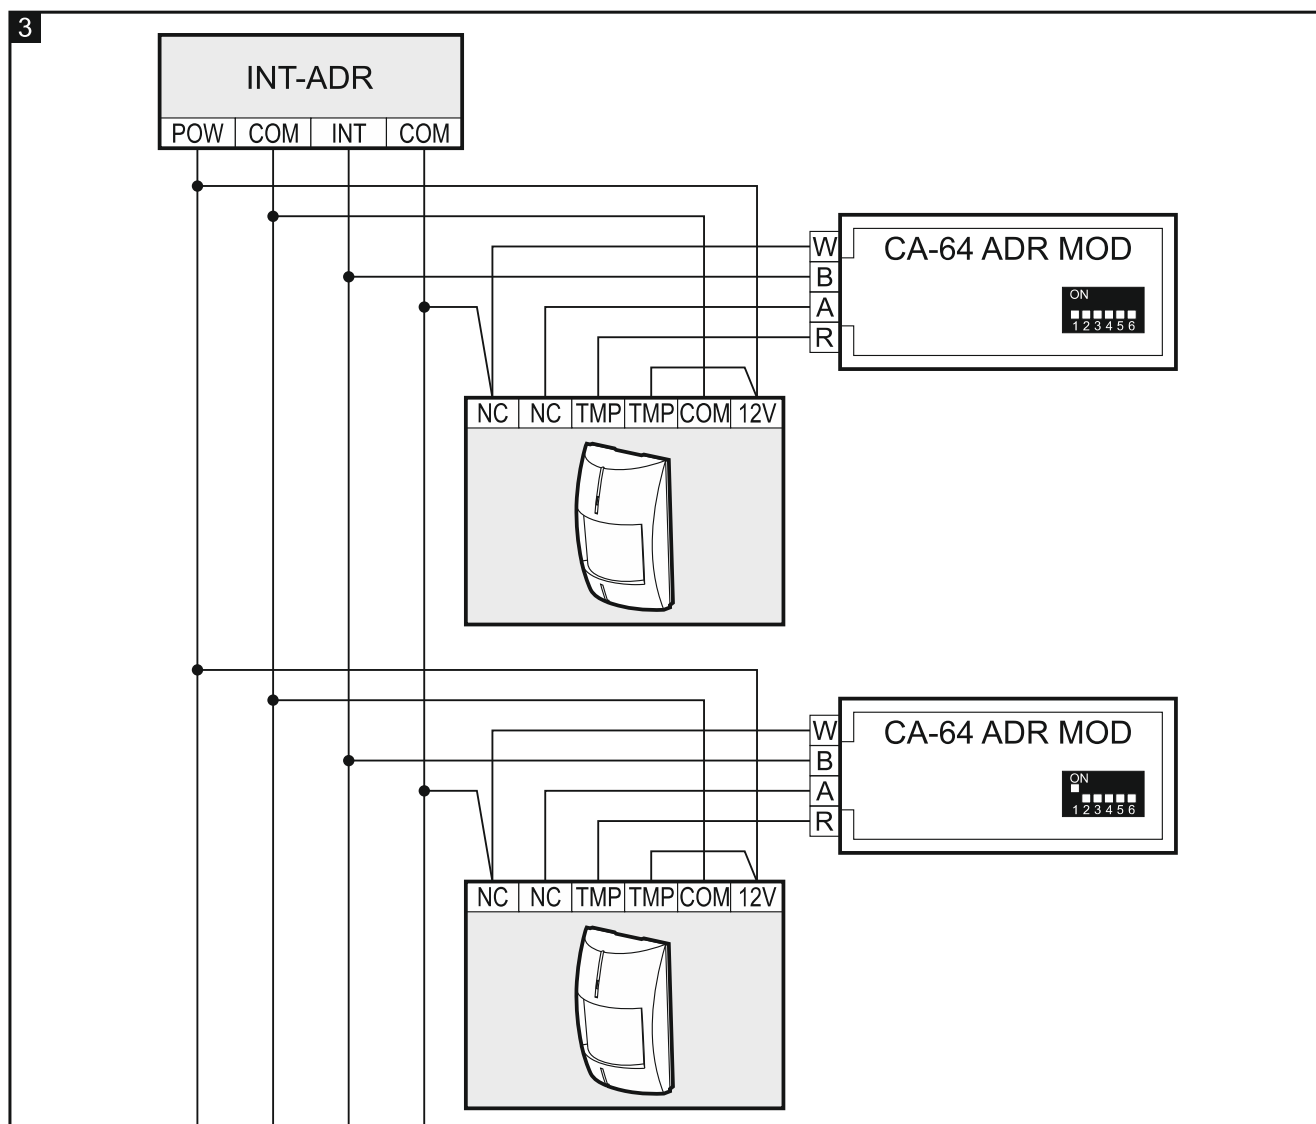 3
INT-ADR
POW COM INT COM
W CA-64 ADR MOD
B
ON
A
1 2 3 4 5 6
R
NC NC TMP TMP COM 12V
W CA-64 ADR MOD
B
ON
A
1 2 3 4 5 6
R
NC NC TMP TMP COM 12V